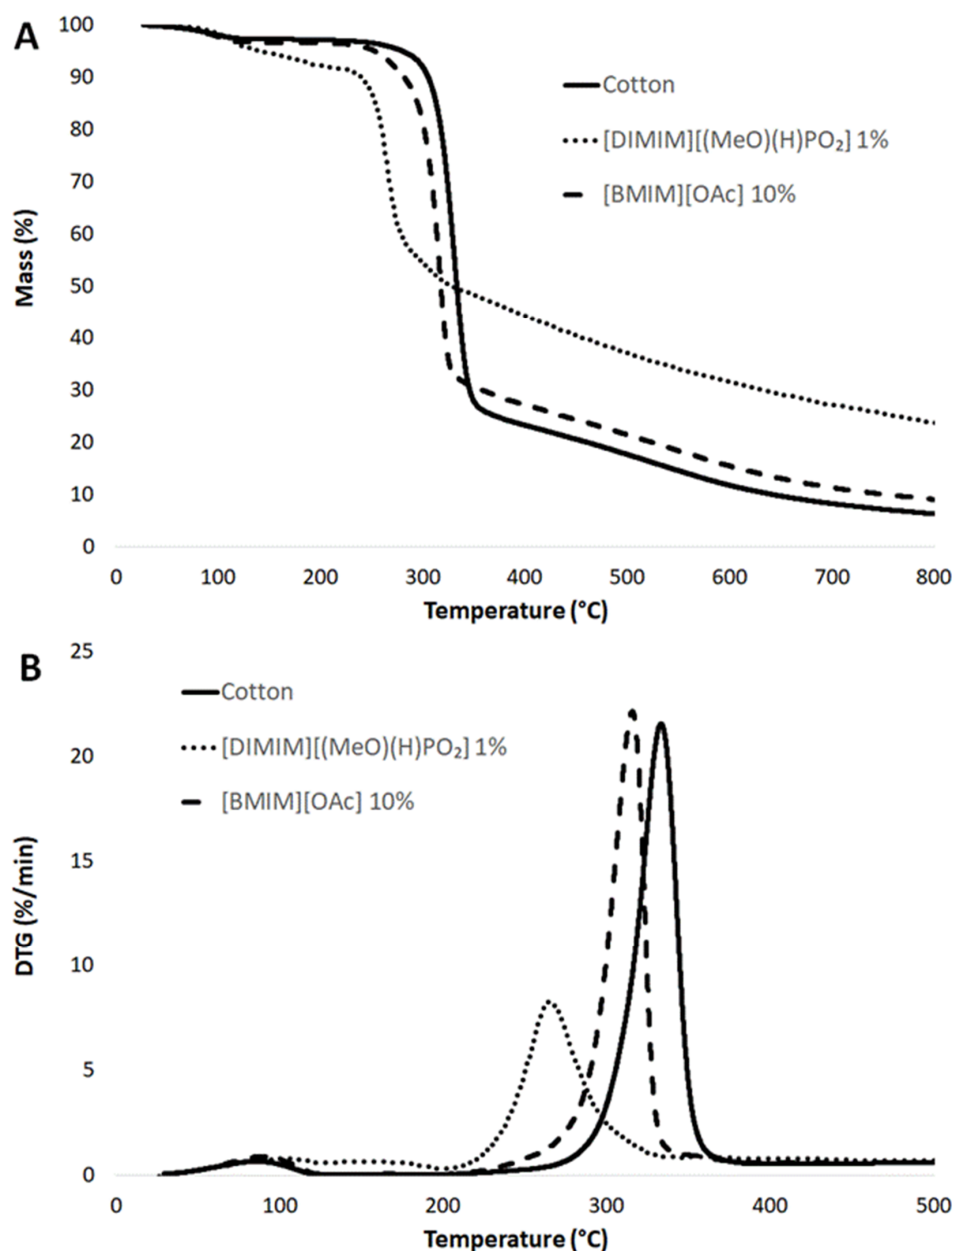 A
100
90
80
70
60
50
40
30
20
10
0
Mass (%)
Cotton
[DIMIM][(MeO)(H)PO₂] 1%
[BMIM][OAc] 10%
0 100 200 300 400 500 600 700 800
Temperature (°C)
B
25
20
15
10
5
0
DTG (%/min)
Cotton
[DIMIM][(MeO)(H)PO₂] 1%
[BMIM][OAc] 10%
0 100 200 300 400 500
Temperature (°C)